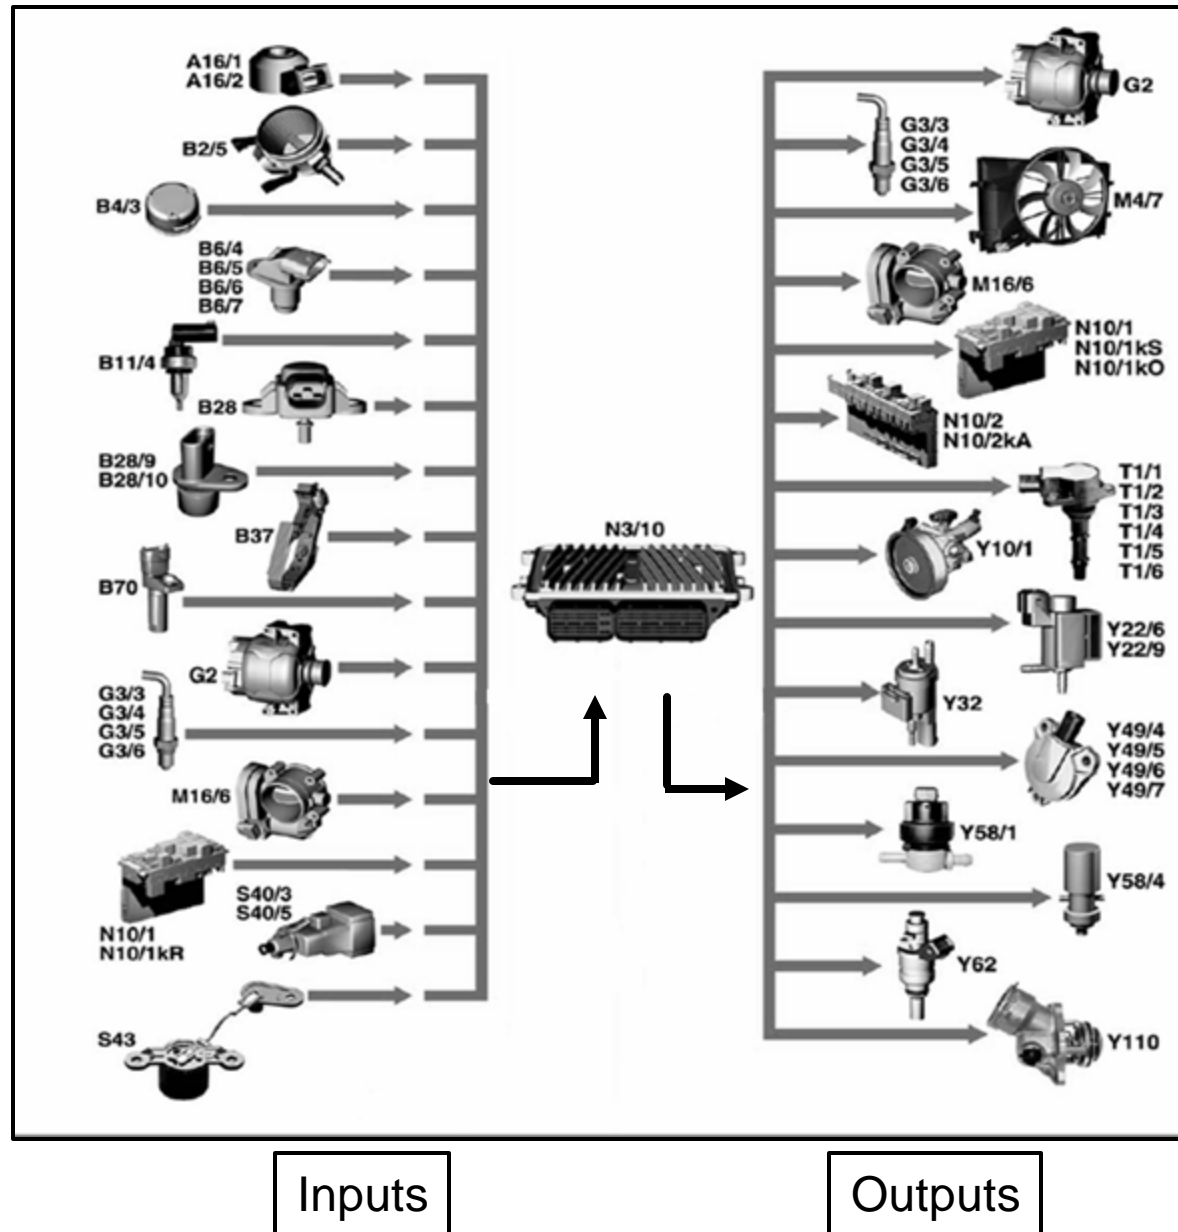 A16/1
A16/2
B2/5
B4/3
B6/4
B6/5
B6/6
B6/7
B11/4
B28
B28/9
B28/10
B37
B70
G2
G3/3
G3/4
G3/5
G3/6
M16/6
N10/1
N10/1kR
S40/3
S40/5
S43
N3/10
G2
G3/3
G3/4
G3/5
G3/6
M4/7
M16/6
N10/1
N10/1kS
N10/1kO
N10/2
N10/2kA
T1/1
T1/2
T1/3
T1/4
T1/5
T1/6
Y10/1
Y22/6
Y22/9
Y32
Y49/4
Y49/5
Y49/6
Y49/7
Y58/1
Y58/4
Y62
Y110
Inputs
Outputs